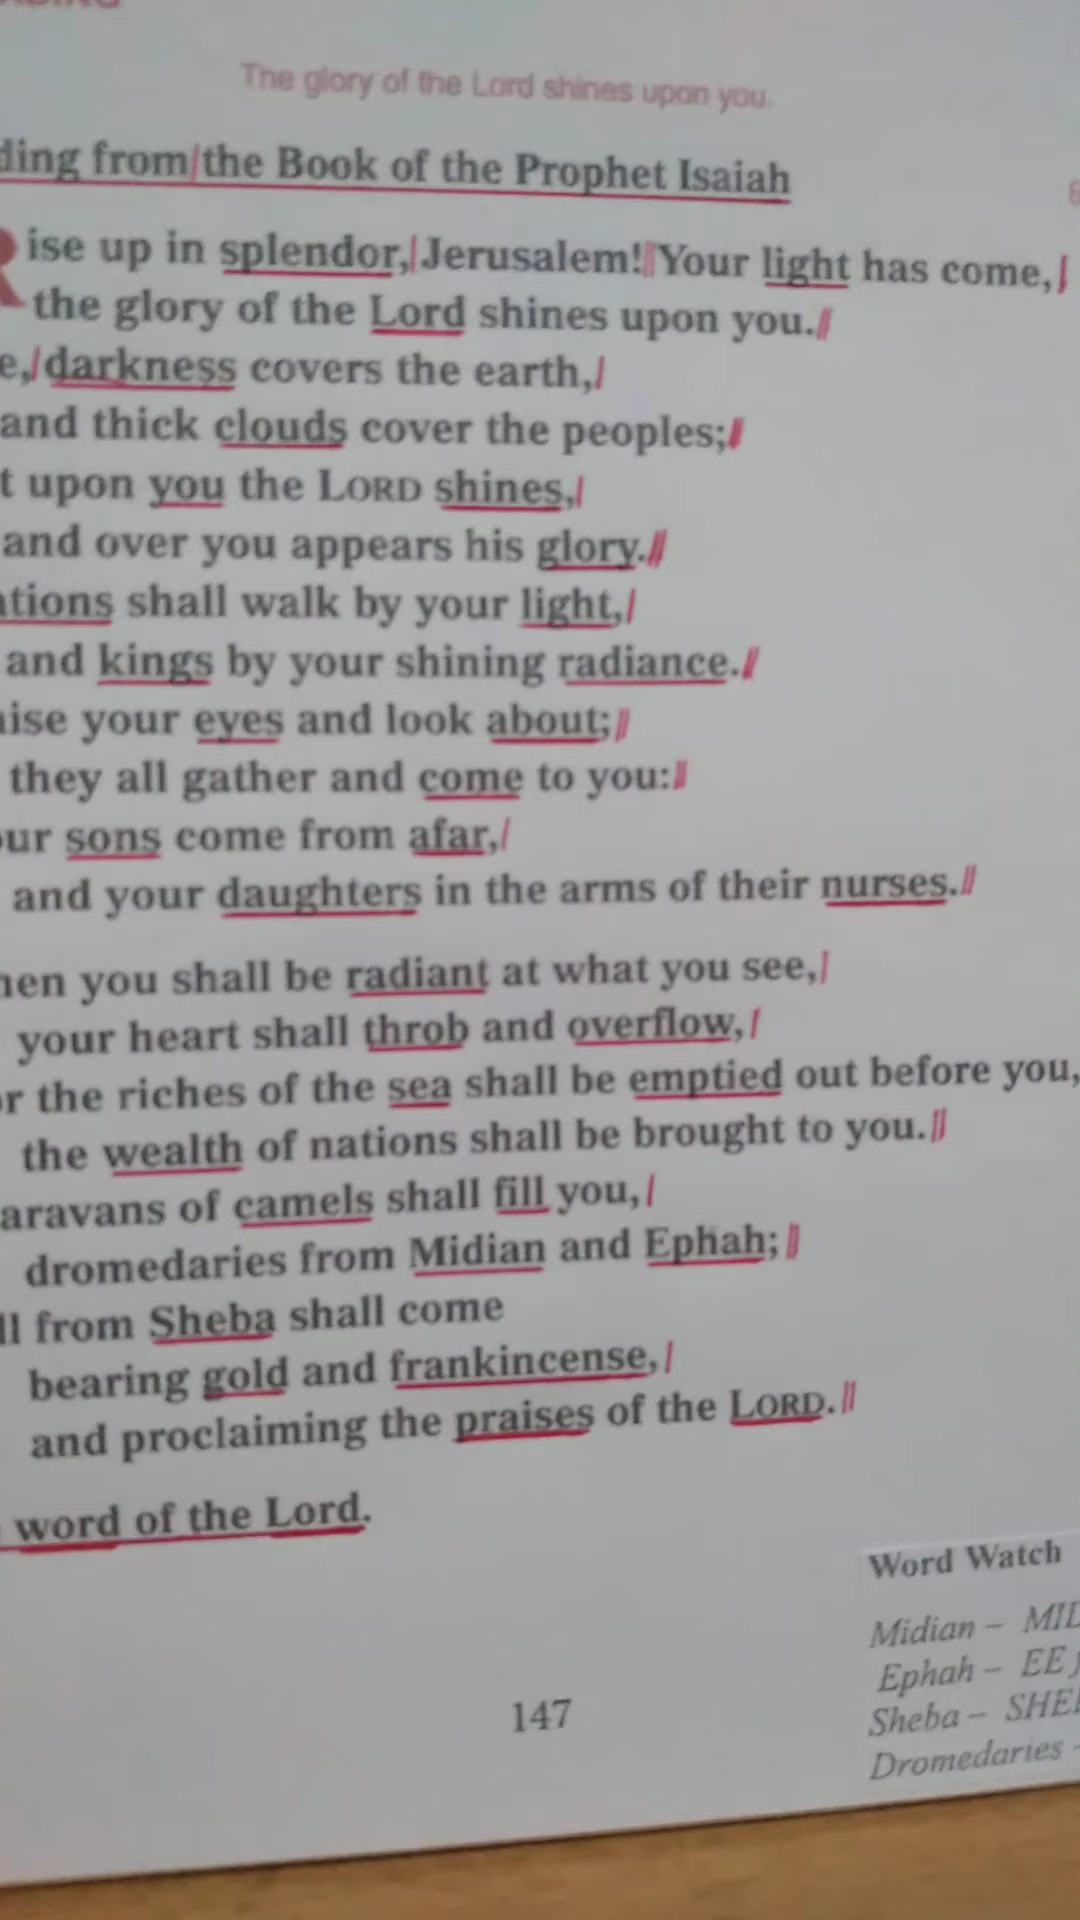 The glory of the Lord shines upon you.
ding from/the Book of the Prophet Isaiah
Rise up in splendor,/Jerusalem!//Your light has come,/
the glory of the Lord shines upon you.//
e,/darkness covers the earth,/
and thick clouds cover the peoples;//
t upon you the LORD shines,/
and over you appears his glory.//
ations shall walk by your light,/
and kings by your shining radiance.//
aise your eyes and look about;//
they all gather and come to you://
our sons come from afar,/
and your daughters in the arms of their nurses.//
hen you shall be radiant at what you see,/
your heart shall throb and overflow,/
or the riches of the sea shall be emptied out before you,
the wealth of nations shall be brought to you.//
aravans of camels shall fill you,/
dromedaries from Midian and Ephah;//
ll from Sheba shall come
bearing gold and frankincense,/
and proclaiming the praises of the LORD.//
word of the Lord.
Word Watch
Midian – MID
Ephah – EE
Sheba – SHE
Dromedaries -
147